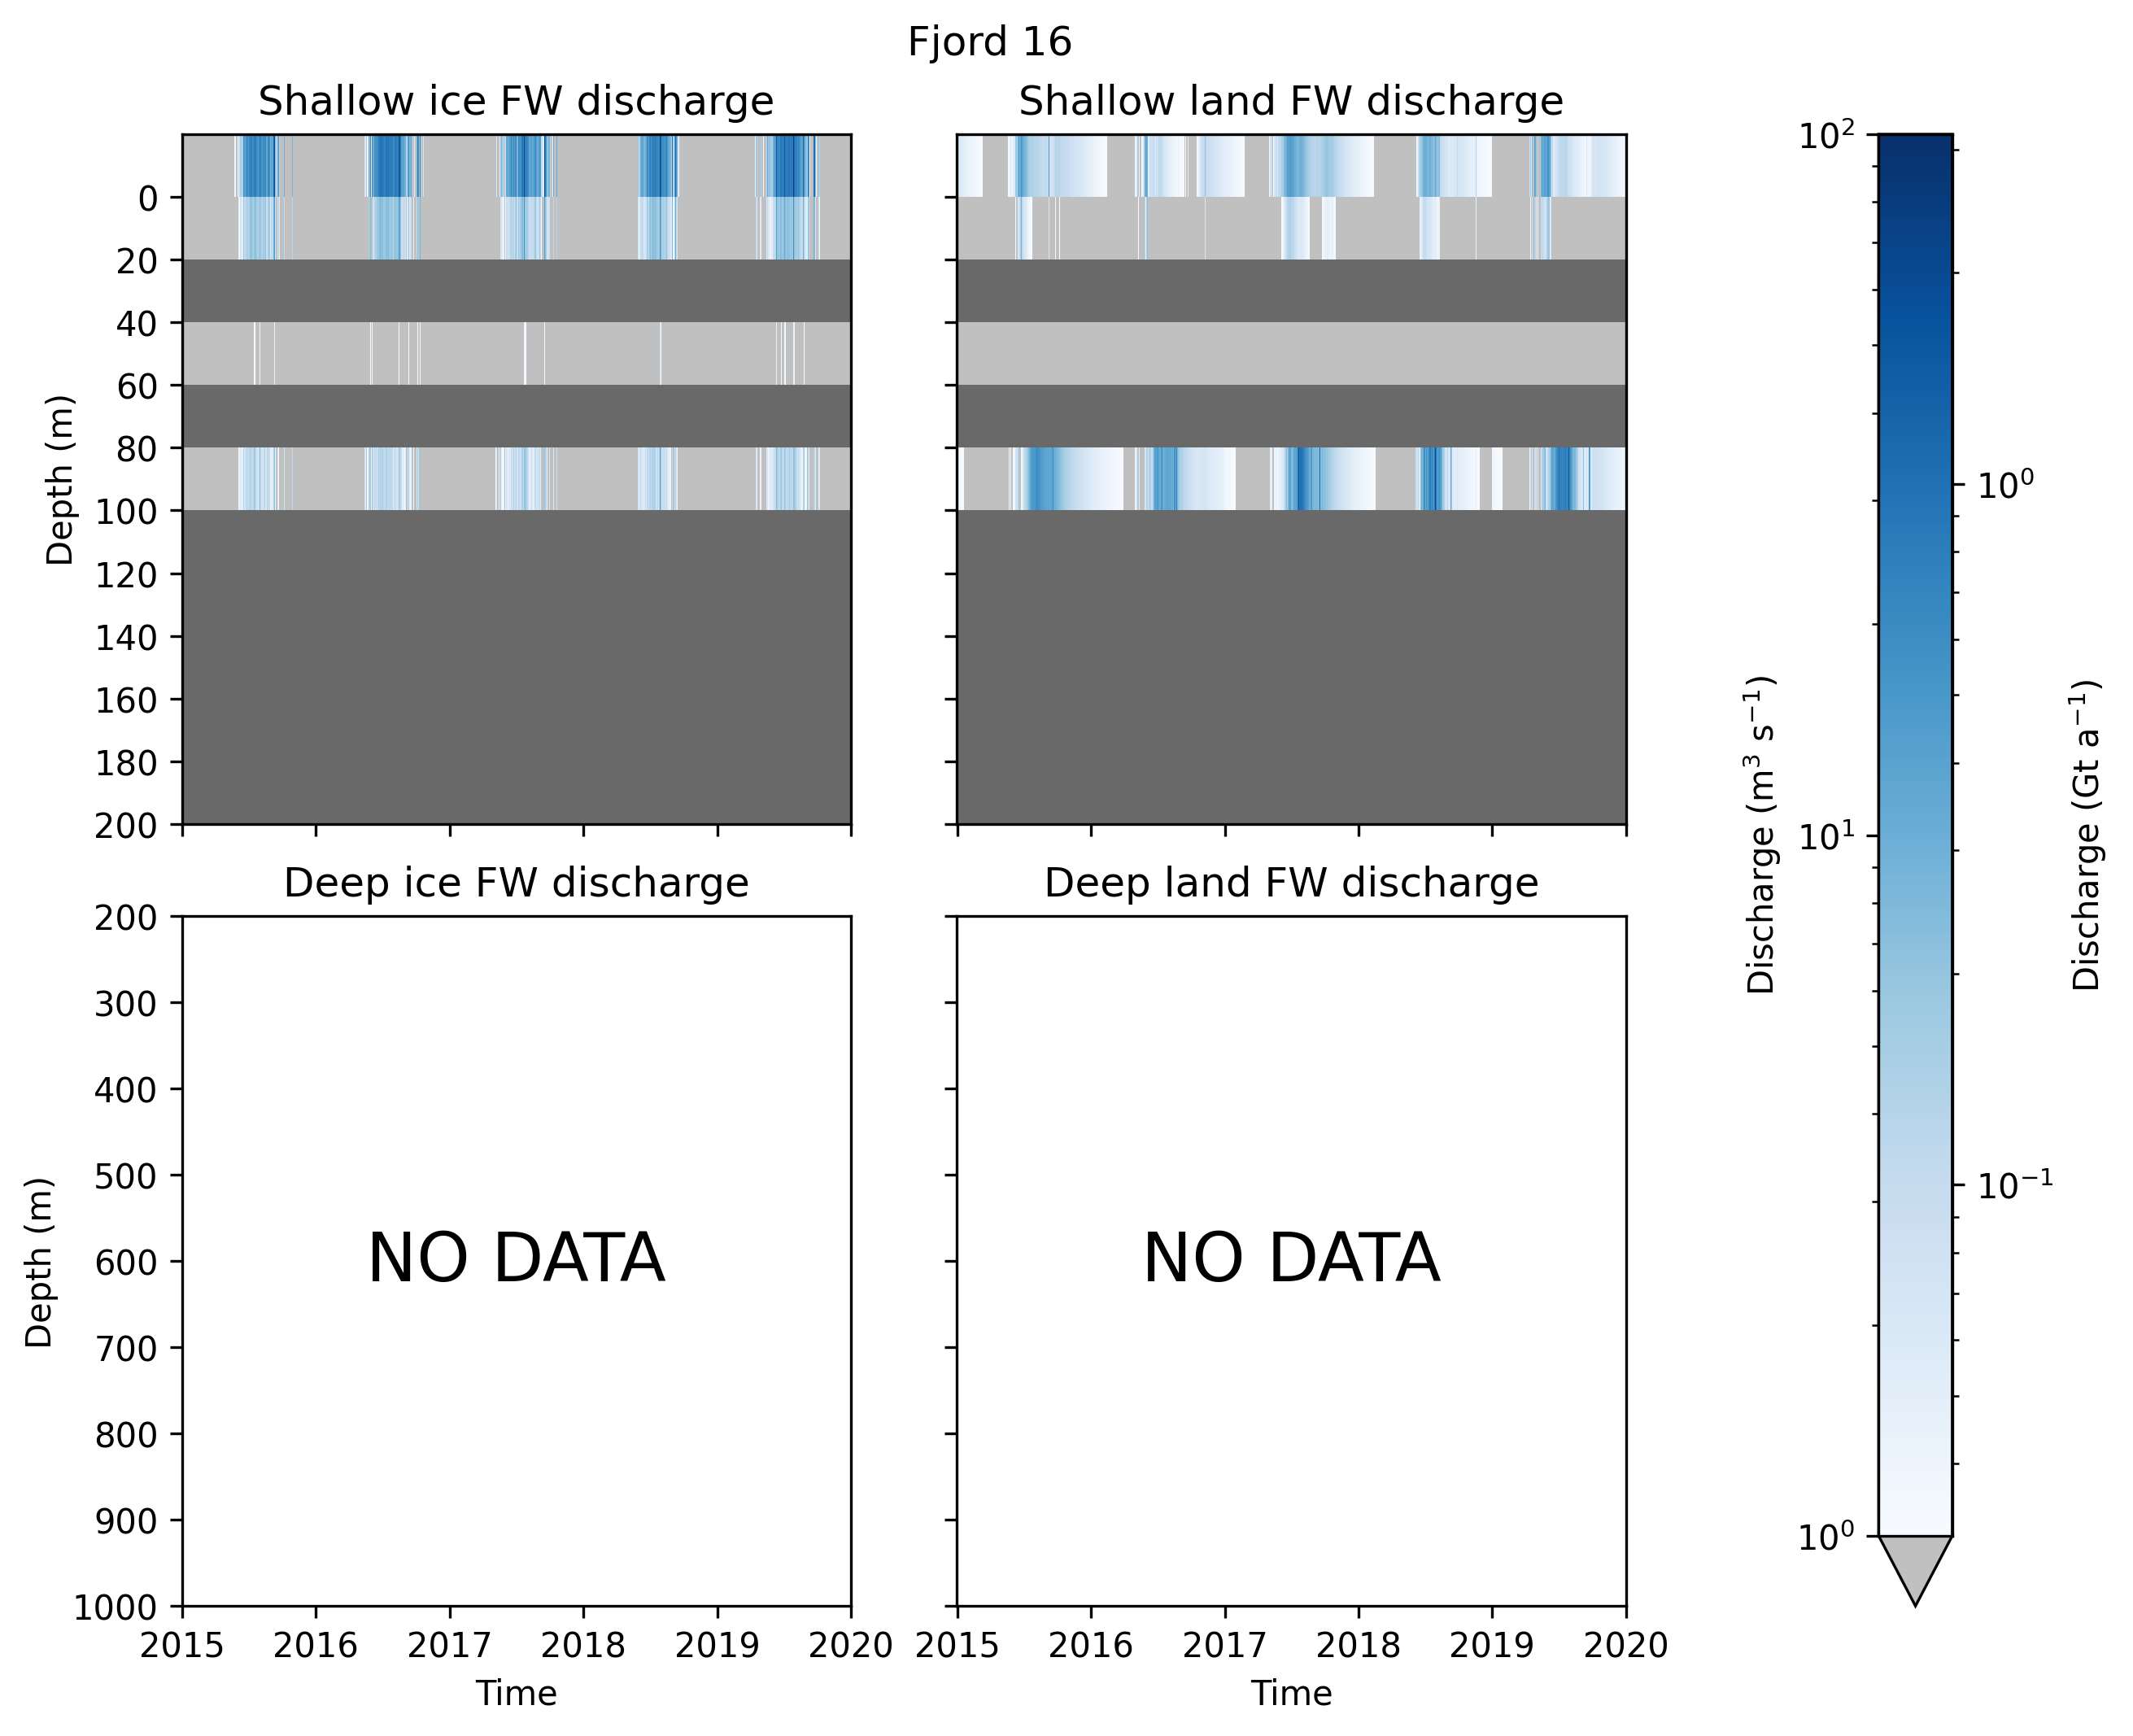 Fjord 16
Shallow ice FW discharge
Shallow land FW discharge
Depth (m)
0
20
40
60
80
100
120
140
160
180
200
Deep ice FW discharge
Deep land FW discharge
Depth (m)
200
300
400
500
600
700
800
900
1000
NO DATA
NO DATA
2015 2016 2017 2018 2019 2020
2015 2016 2017 2018 2019 2020
Time
Time
Discharge (m³ s⁻¹)
10²
10¹
10⁰
Discharge (Gt a⁻¹)
10⁰
10⁻¹